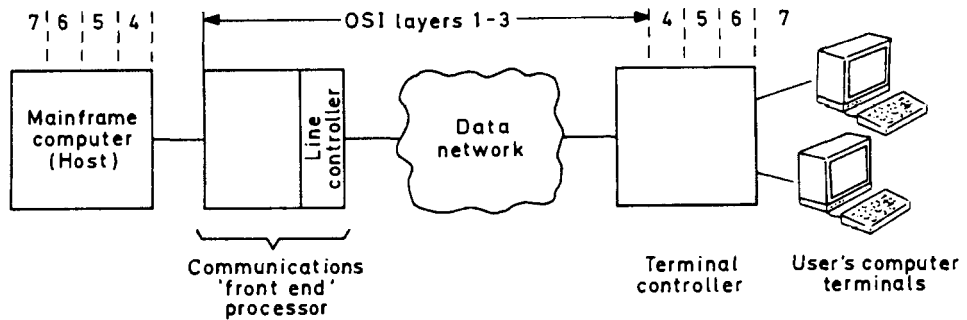 OSI layers 1-3
7 6 5 4
4 5 6 7
Mainframe
computer
(Host)
Line
controller
Data
network
Communications
'front end'
processor
Terminal
controller
User's computer
terminals